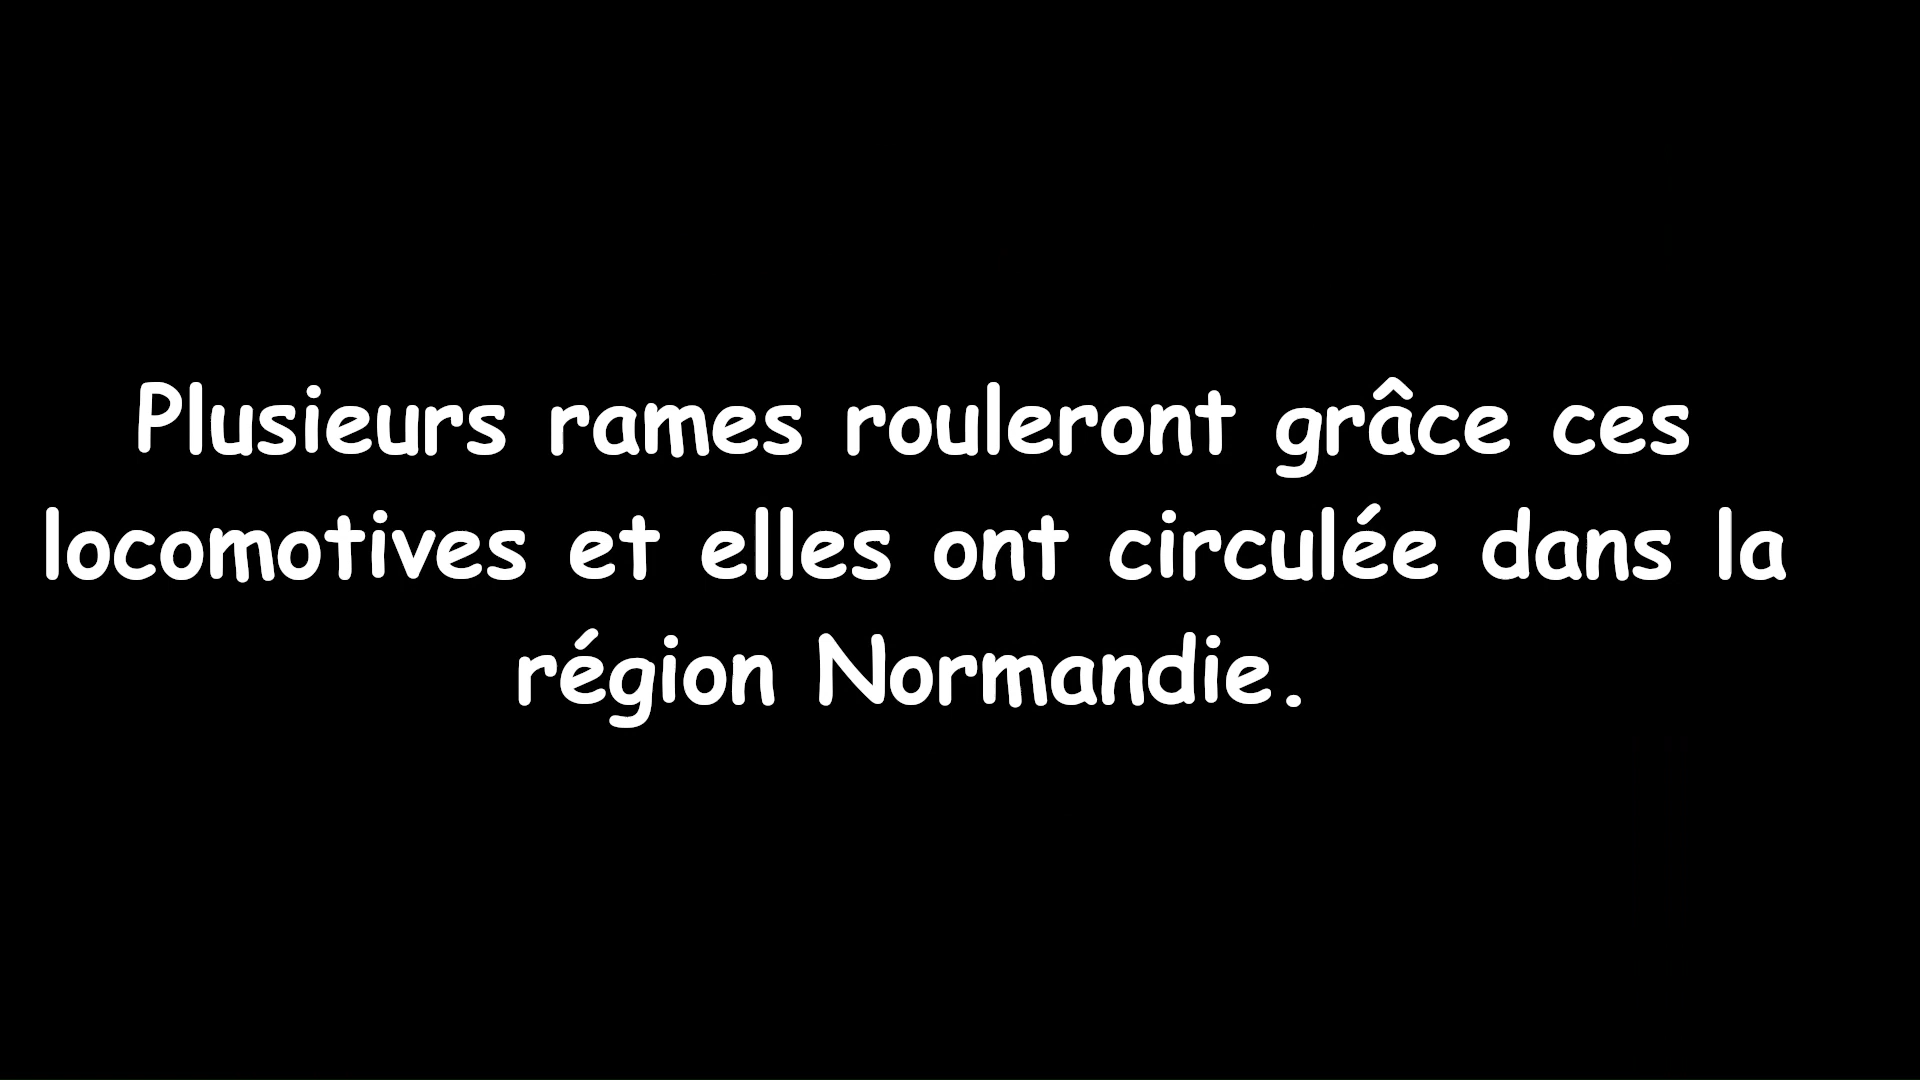 Plusieurs rames rouleront grâce ces
locomotives et elles ont circulée dans la
région Normandie.